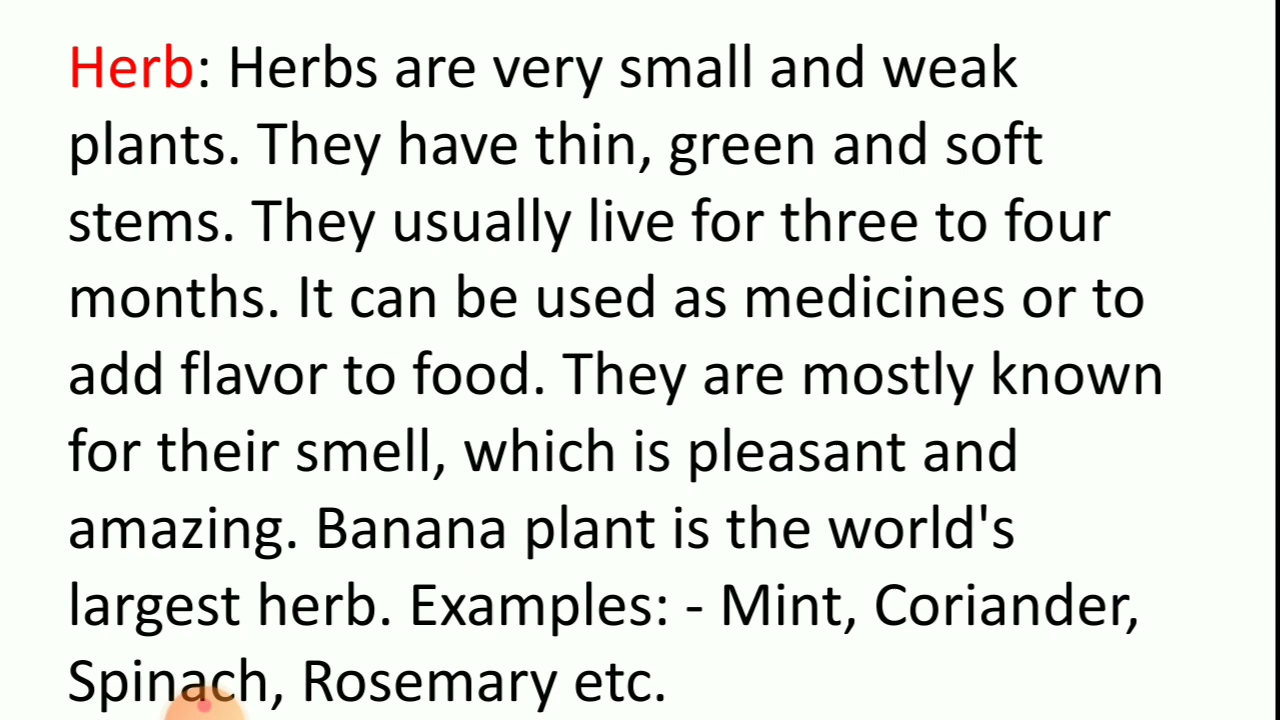 Herb: Herbs are very small and weak
plants. They have thin, green and soft
stems. They usually live for three to four
months. It can be used as medicines or to
add flavor to food. They are mostly known
for their smell, which is pleasant and
amazing. Banana plant is the world's
largest herb. Examples: - Mint, Coriander,
Spinach, Rosemary etc.